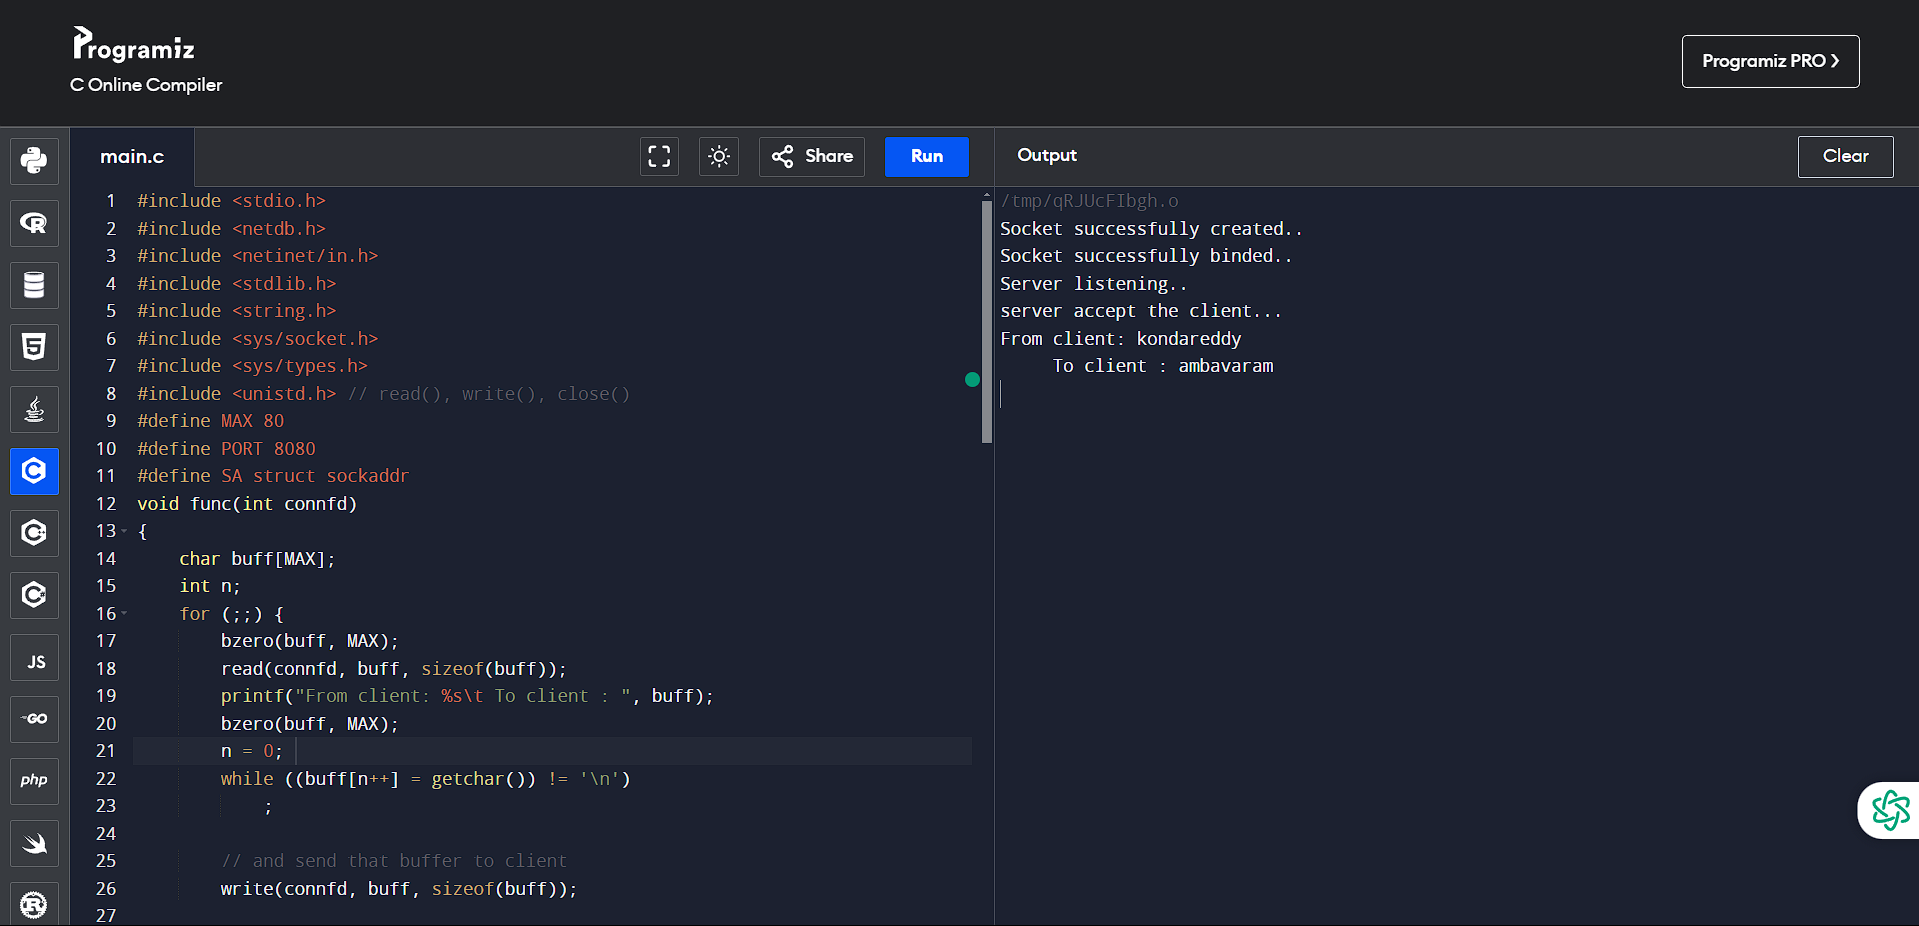 Programiz
C Online Compiler
Programiz PRO ❯
main.c
Share
Run
Output
Clear
1 #include <stdio.h>
2 #include <netdb.h>
3 #include <netinet/in.h>
4 #include <stdlib.h>
5 #include <string.h>
6 #include <sys/socket.h>
7 #include <sys/types.h>
8 #include <unistd.h> // read(), write(), close()
9 #define MAX 80
10 #define PORT 8080
11 #define SA struct sockaddr
12 void func(int connfd)
13 {
14     char buff[MAX];
15     int n;
16     for (;;) {
17         bzero(buff, MAX);
18         read(connfd, buff, sizeof(buff));
19         printf("From client: %s\t To client : ", buff);
20         bzero(buff, MAX);
21         n = 0;
22         while ((buff[n++] = getchar()) != '\n')
23             ;
24
25         // and send that buffer to client
26         write(connfd, buff, sizeof(buff));
27
/tmp/qRJUcFIbgh.o
Socket successfully created..
Socket successfully binded..
Server listening..
server accept the client...
From client: kondareddy
     To client : ambavaram
R
5
C
C++
C#
JS
GO
php
R